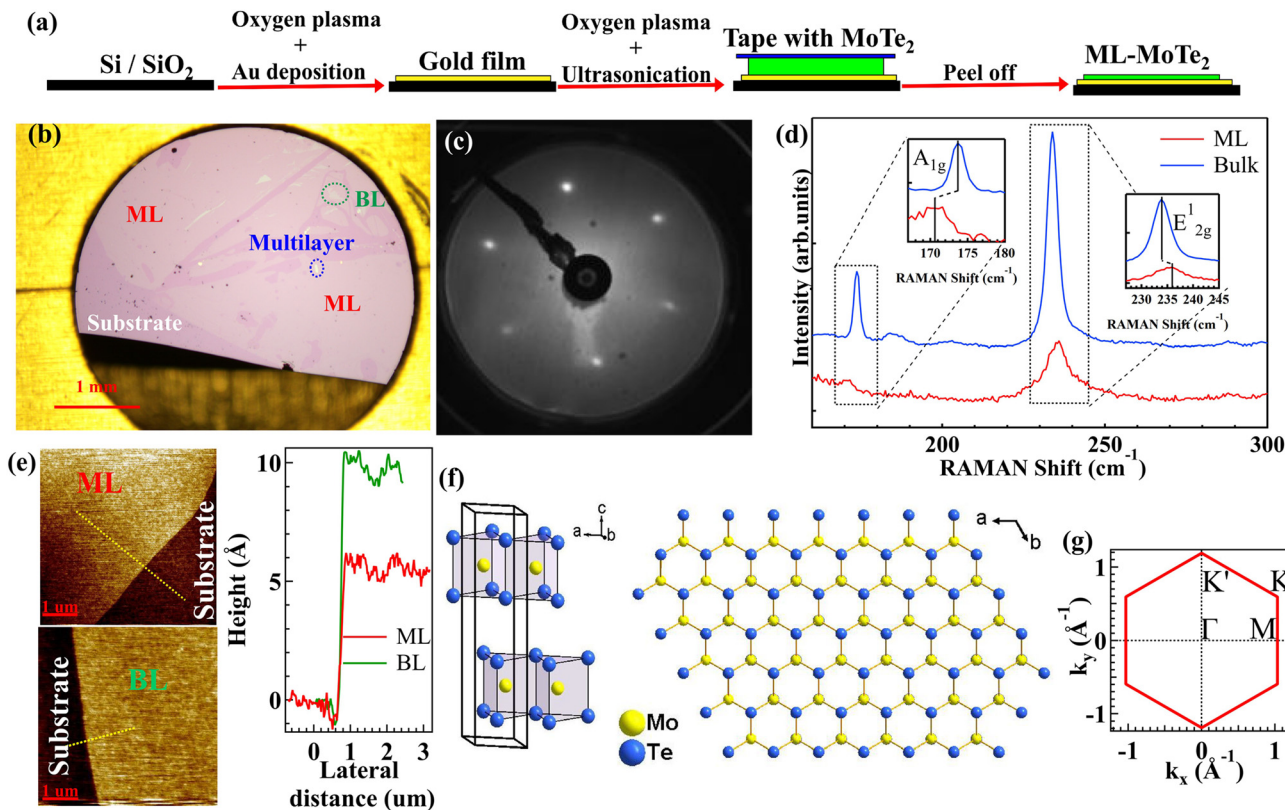 (a)
Si / SiO2
Oxygen plasma
+
Au deposition
Gold film
Oxygen plasma
+
Ultrasonication
Tape with MoTe2
Peel off
ML-MoTe2
(b)
ML
BL
Multilayer
ML
Substrate
1 mm
(c)
(d)
ML
Bulk
A1g
170 175 180
RAMAN Shift (cm-1)
E12g
230 235 240 245
RAMAN Shift (cm-1)
Intensity (arb.units)
200 250 300
RAMAN Shift (cm-1)
(e)
ML
Substrate
1 um
BL
Substrate
1 um
Height (Å)
10
5
0
ML
BL
0 1 2 3
Lateral
distance (um)
(f)
c
a
b
Mo
Te
a
b
(g)
1
0
-1
ky (Å-1)
K'
K
Γ
M
-1 0 1
kx (Å-1)